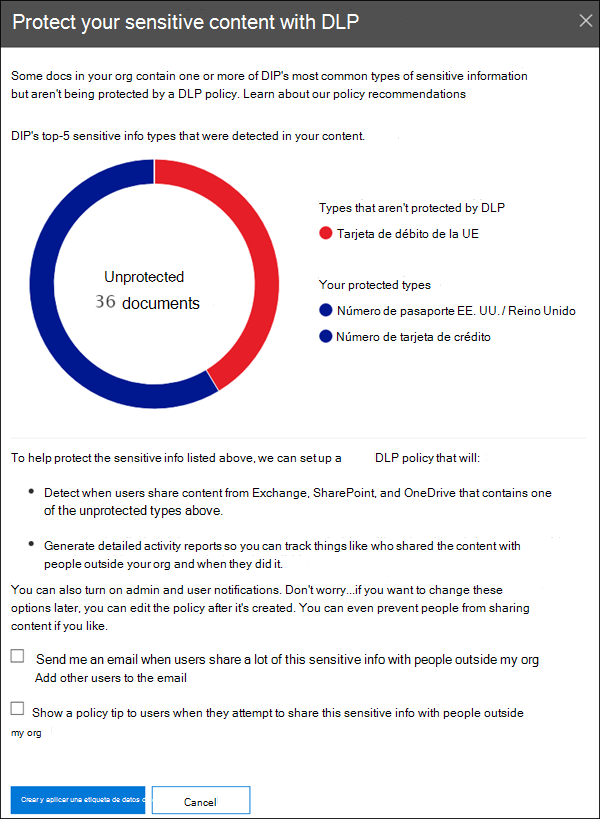 Protect your sensitive content with DLP
Some docs in your org contain one or more of DIP's most common types of sensitive information
but aren't being protected by a DLP policy. Learn about our policy recommendations
DIP's top-5 sensitive info types that were detected in your content.
Unprotected
36 documents
Types that aren't protected by DLP
Tarjeta de débito de la UE
Your protected types
Número de pasaporte EE. UU. / Reino Unido
Número de tarjeta de crédito
To help protect the sensitive info listed above, we can set up a DLP policy that will:
• Detect when users share content from Exchange, SharePoint, and OneDrive that contains one
of the unprotected types above.
• Generate detailed activity reports so you can track things like who shared the content with
people outside your org and when they did it.
You can also turn on admin and user notifications. Don't worry...if you want to change these
options later, you can edit the policy after it's created. You can even prevent people from sharing
content if you like.
Send me an email when users share a lot of this sensitive info with people outside my org
Add other users to the email
Show a policy tip to users when they attempt to share this sensitive info with people outside
my org
Crear y aplicar una etiqueta de datos
Cancel